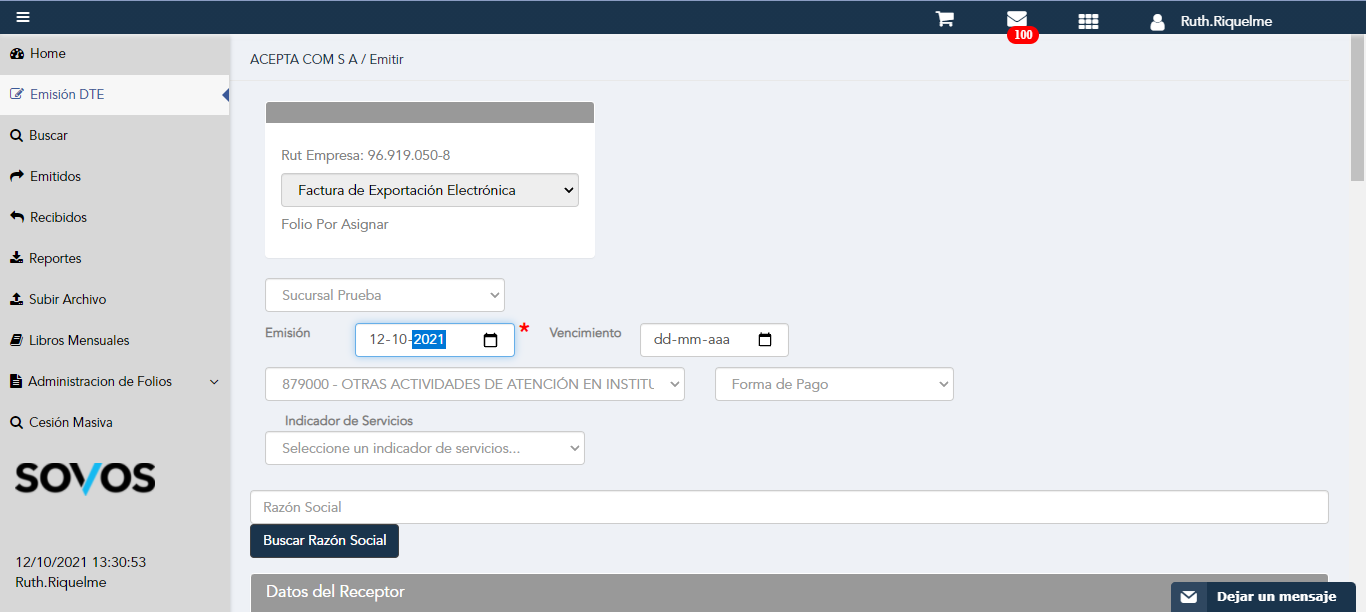 Ruth.Riquelme
100
Home
ACEPTA COM S A / Emitir
Emisión DTE
Buscar
Emitidos
Recibidos
Reportes
Subir Archivo
Libros Mensuales
Administracion de Folios
Cesión Masiva
SOVOS
12/10/2021 13:30:53
Ruth.Riquelme
Rut Empresa: 96.919.050-8
Factura de Exportación Electrónica
Folio Por Asignar
Sucursal Prueba
Emisión 12-10-2021 * Vencimiento dd-mm-aaa
879000 - OTRAS ACTIVIDADES DE ATENCIÓN EN INSTITU Forma de Pago
Indicador de Servicios
Seleccione un indicador de servicios...
Razón Social
Buscar Razón Social
Datos del Receptor
Dejar un mensaje